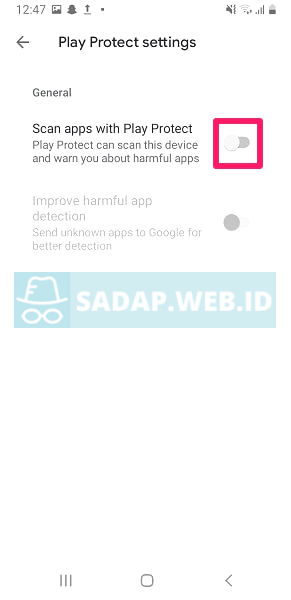 12:47
Play Protect settings
General
Scan apps with Play Protect
Play Protect can scan this device
and warn you about harmful apps
Improve harmful app
detection
Send unknown apps to Google for
better detection
SADAP.WEB.ID